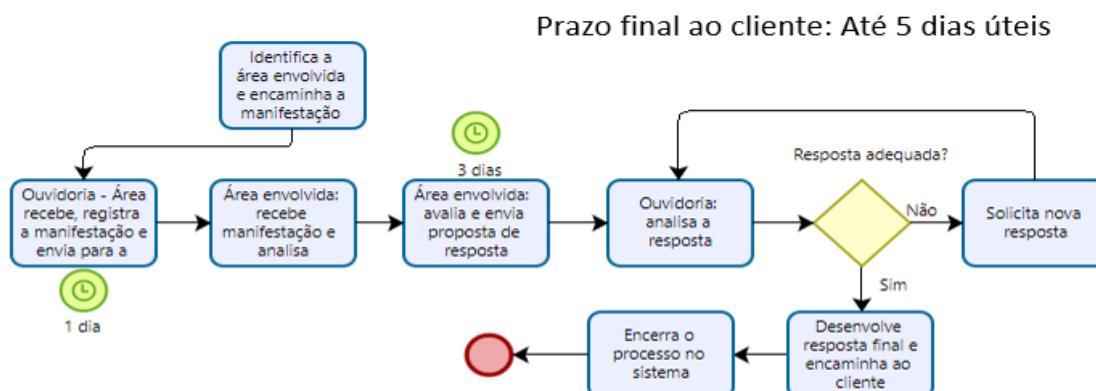 Prazo final ao cliente: Até 5 dias úteis
Identifica a
área envolvida
e encaminha a
manifestação
3 dias
Resposta adequada?
Ouvidoria - Área
recebe, registra
a manifestação e
envia para a
Área envolvida:
recebe
manifestação e
analisa
Área envolvida:
avalia e envia
proposta de
resposta
Ouvidoria:
analisa a
resposta
Não
Solicita nova
resposta
1 dia
Sim
Encerra o
processo no
sistema
Desenvolve
resposta final e
encaminha ao
cliente